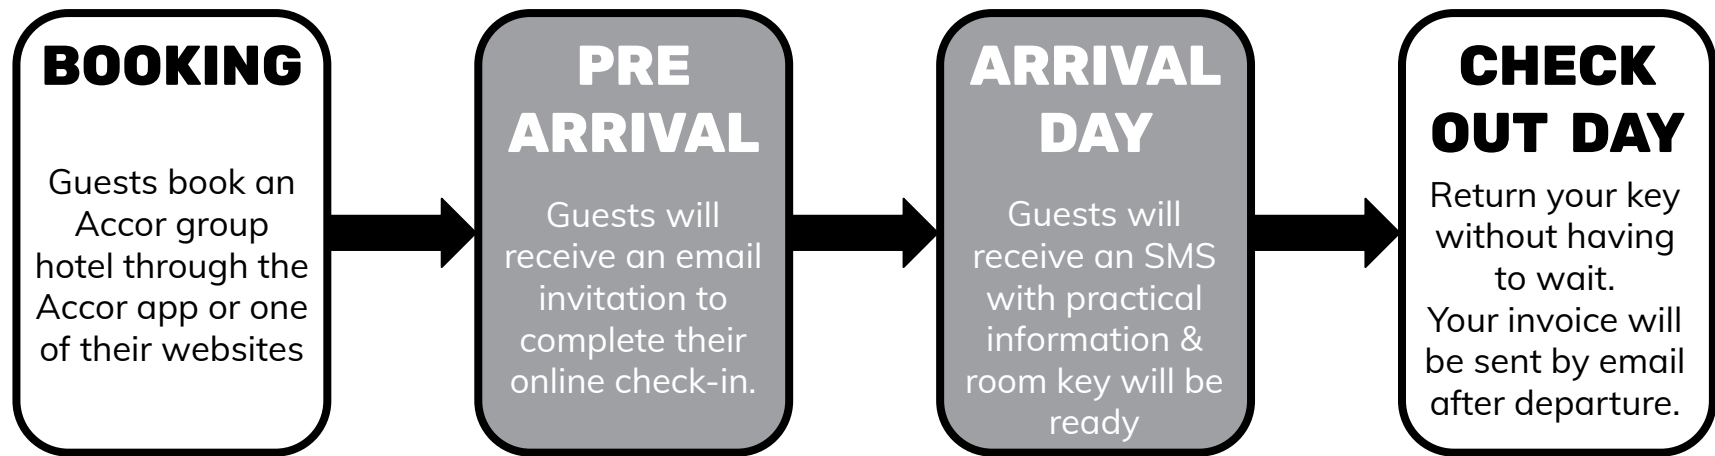 BOOKING
Guests book an
Accor group
hotel through the
Accor app or one
of their websites
PRE
ARRIVAL
Guests will
receive an email
invitation to
complete their
online check-in.
ARRIVAL
DAY
Guests will
receive an SMS
with practical
information &
room key will be
ready
CHECK
OUT DAY
Return your key
without having
to wait.
Your invoice will
be sent by email
after departure.